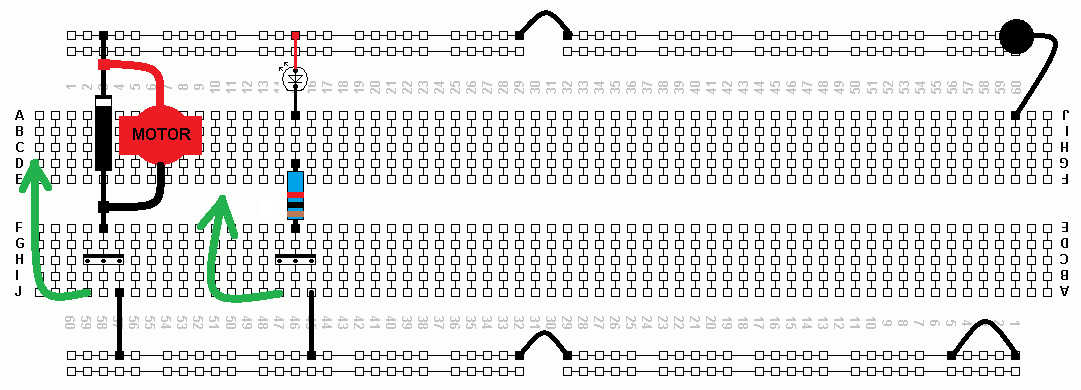 1 2 4 5 6 7 8 9 10 11 12 13 16 17 18 19 20 21 22 23 24 25 26 27 28 29 30 31 32 33 34 35 36 37 38 39 40 41 42 43 44 45 46 47 48 49 50 51 52 53 54 55 56 57 58 59 60
A J
B I
MOTOR
C H
D G
E F
F E
G D
H C
I B
J A
60 59 58 56 55 54 53 52 51 50 49 48 47 46 44 43 42 41 40 39 38 37 36 35 34 33 32 31 30 29 28 27 26 25 24 23 22 21 20 19 18 17 16 15 14 13 12 11 10 9 8 7 6 5 4 2 1